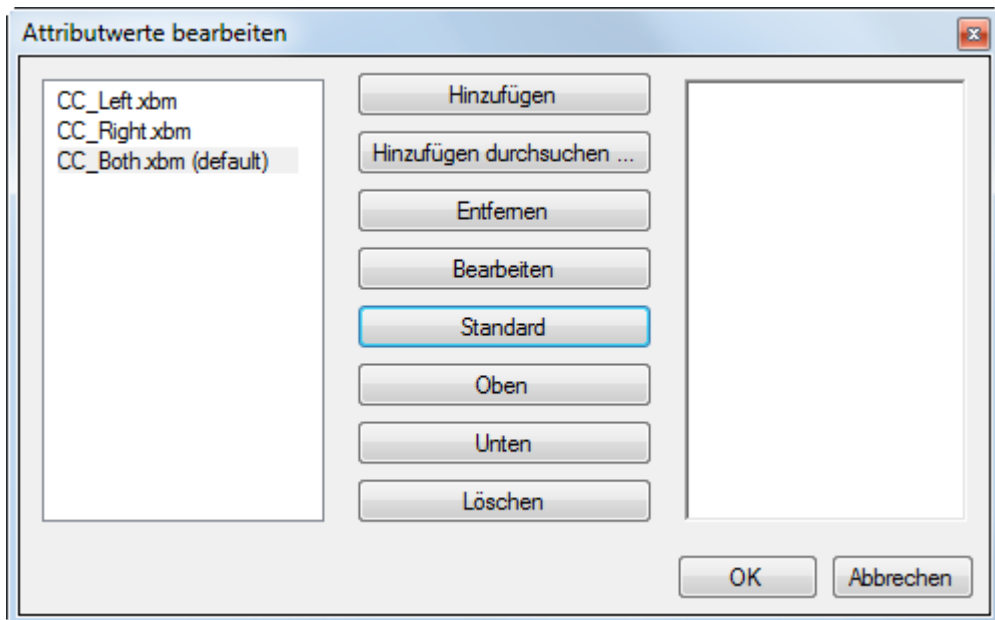 Attributwerte bearbeiten
CC_Left.xbm
CC_Right.xbm
CC_Both.xbm (default)
Hinzufügen
Hinzufügen durchsuchen ...
Entfernen
Bearbeiten
Standard
Oben
Unten
Löschen
OK
Abbrechen